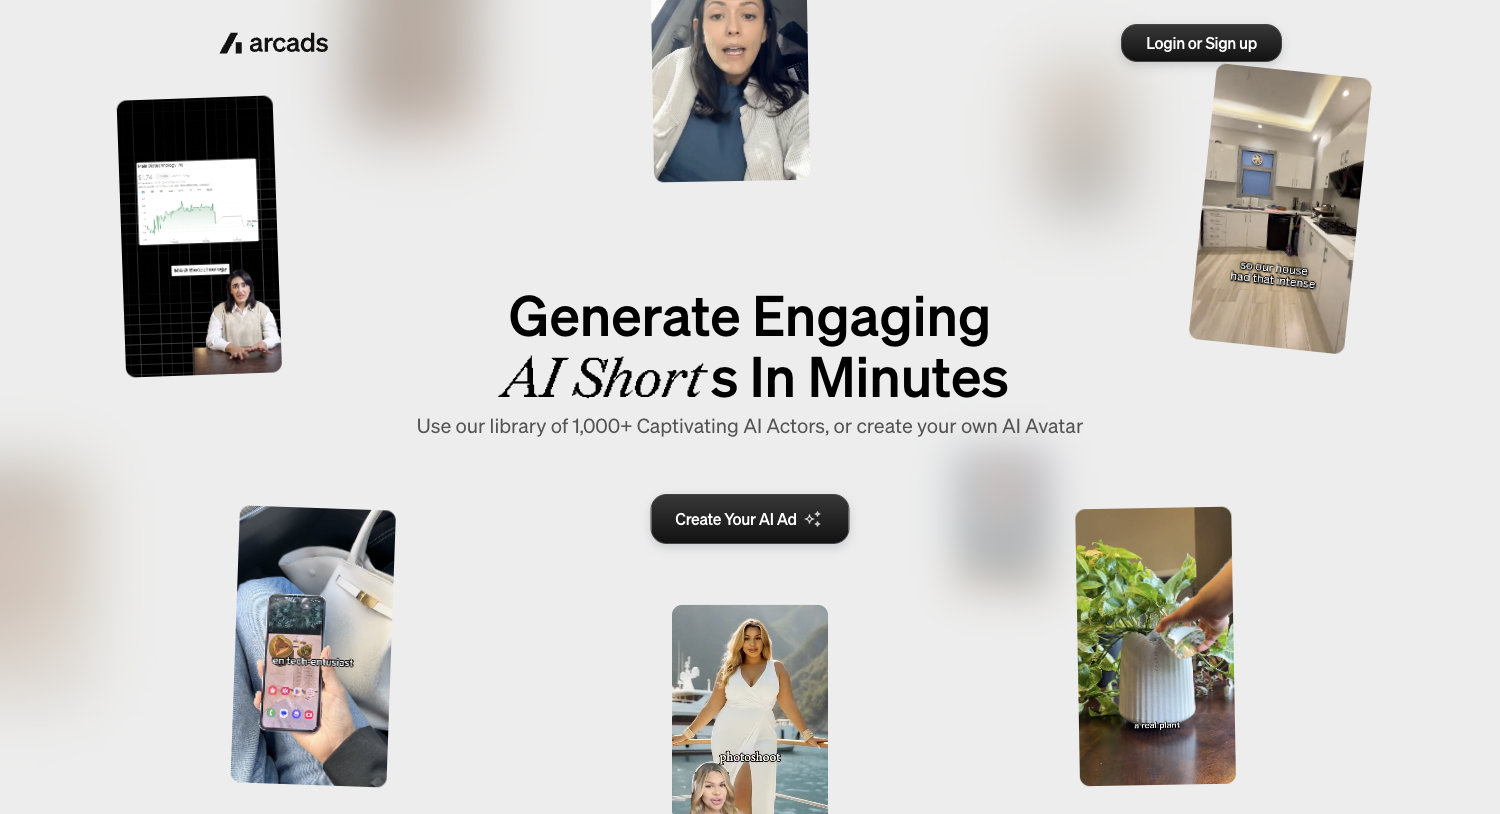 arcads
Login or Sign up
so our house
had that intense
Generate Engaging
AI Shorts In Minutes
Use our library of 1,000+ Captivating AI Actors, or create your own AI Avatar
Create Your AI Ad
en tech-entusiast
photoshoot
a real plant